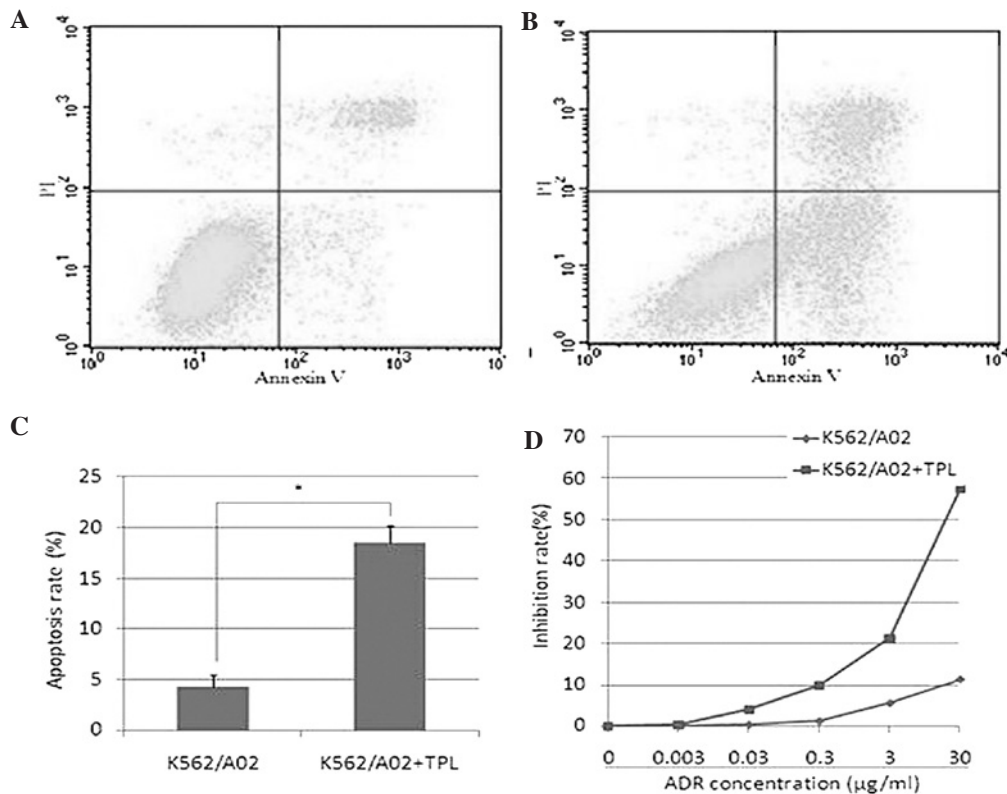 A
10⁴
10³
10²
10¹
10⁰
PI
10⁰ 10¹ 10² 10³ 10⁴
Annexin V
B
10⁴
10³
10²
10¹
10⁰
PI
10⁰ 10¹ 10² 10³ 10⁴
Annexin V
C
25
20
15
10
5
0
Apoptosis rate (%)
*
K562/A02 K562/A02+TPL
D
70
60
50
40
30
20
10
0
Inhibition rate(%)
K562/A02
K562/A02+TPL
0 0.003 0.03 0.3 3 30
ADR concentration (µg/ml)